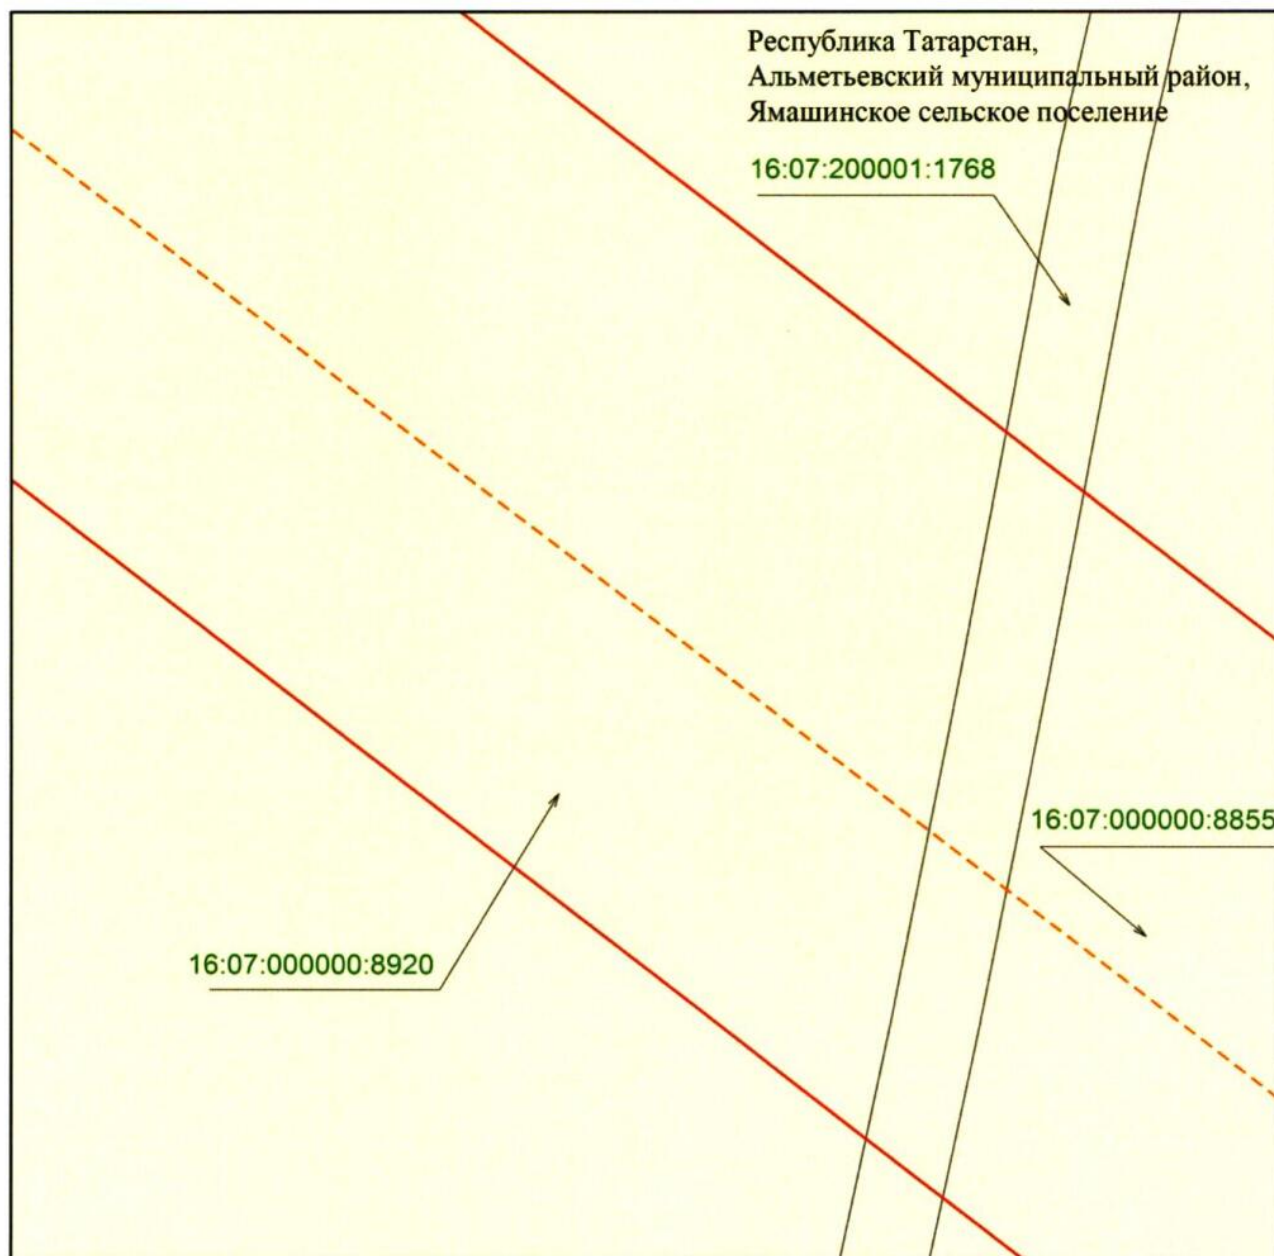 Республика Татарстан,
Альметьевский муниципальный район,
Ямашинское сельское поселение
16:07:200001:1768
16:07:000000:8855
16:07:000000:8920